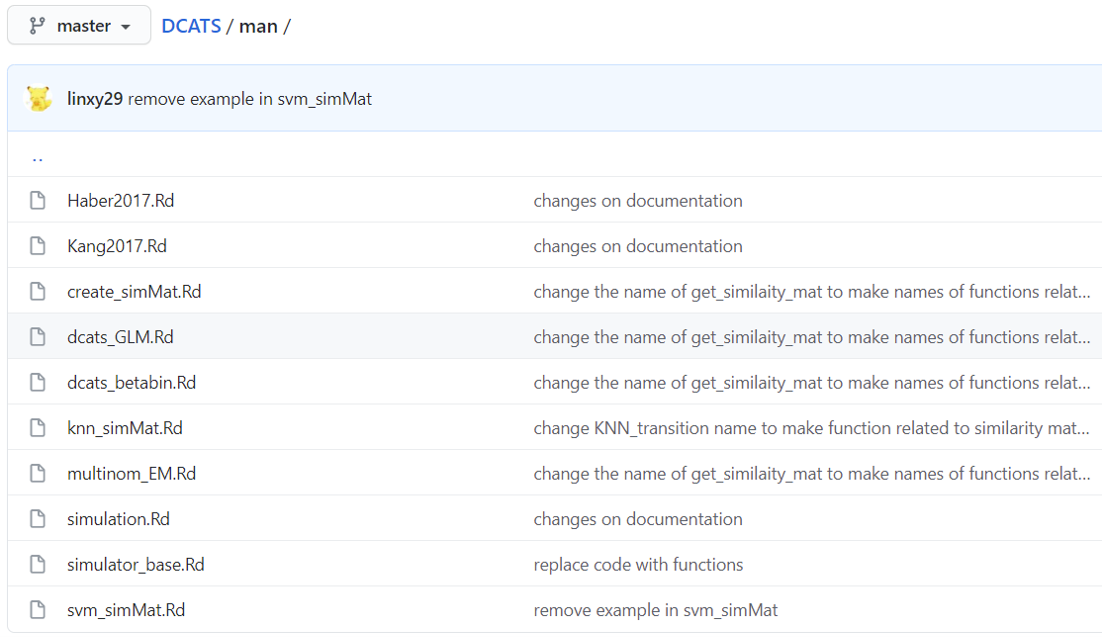 master DCATS / man /
linxy29 remove example in svm_simMat
..
Haber2017.Rd changes on documentation
Kang2017.Rd changes on documentation
create_simMat.Rd change the name of get_similaity_mat to make names of functions relat...
dcats_GLM.Rd change the name of get_similaity_mat to make names of functions relat...
dcats_betabin.Rd change the name of get_similaity_mat to make names of functions relat...
knn_simMat.Rd change KNN_transition name to make function related to similarity mat...
multinom_EM.Rd change the name of get_similaity_mat to make names of functions relat...
simulation.Rd changes on documentation
simulator_base.Rd replace code with functions
svm_simMat.Rd remove example in svm_simMat